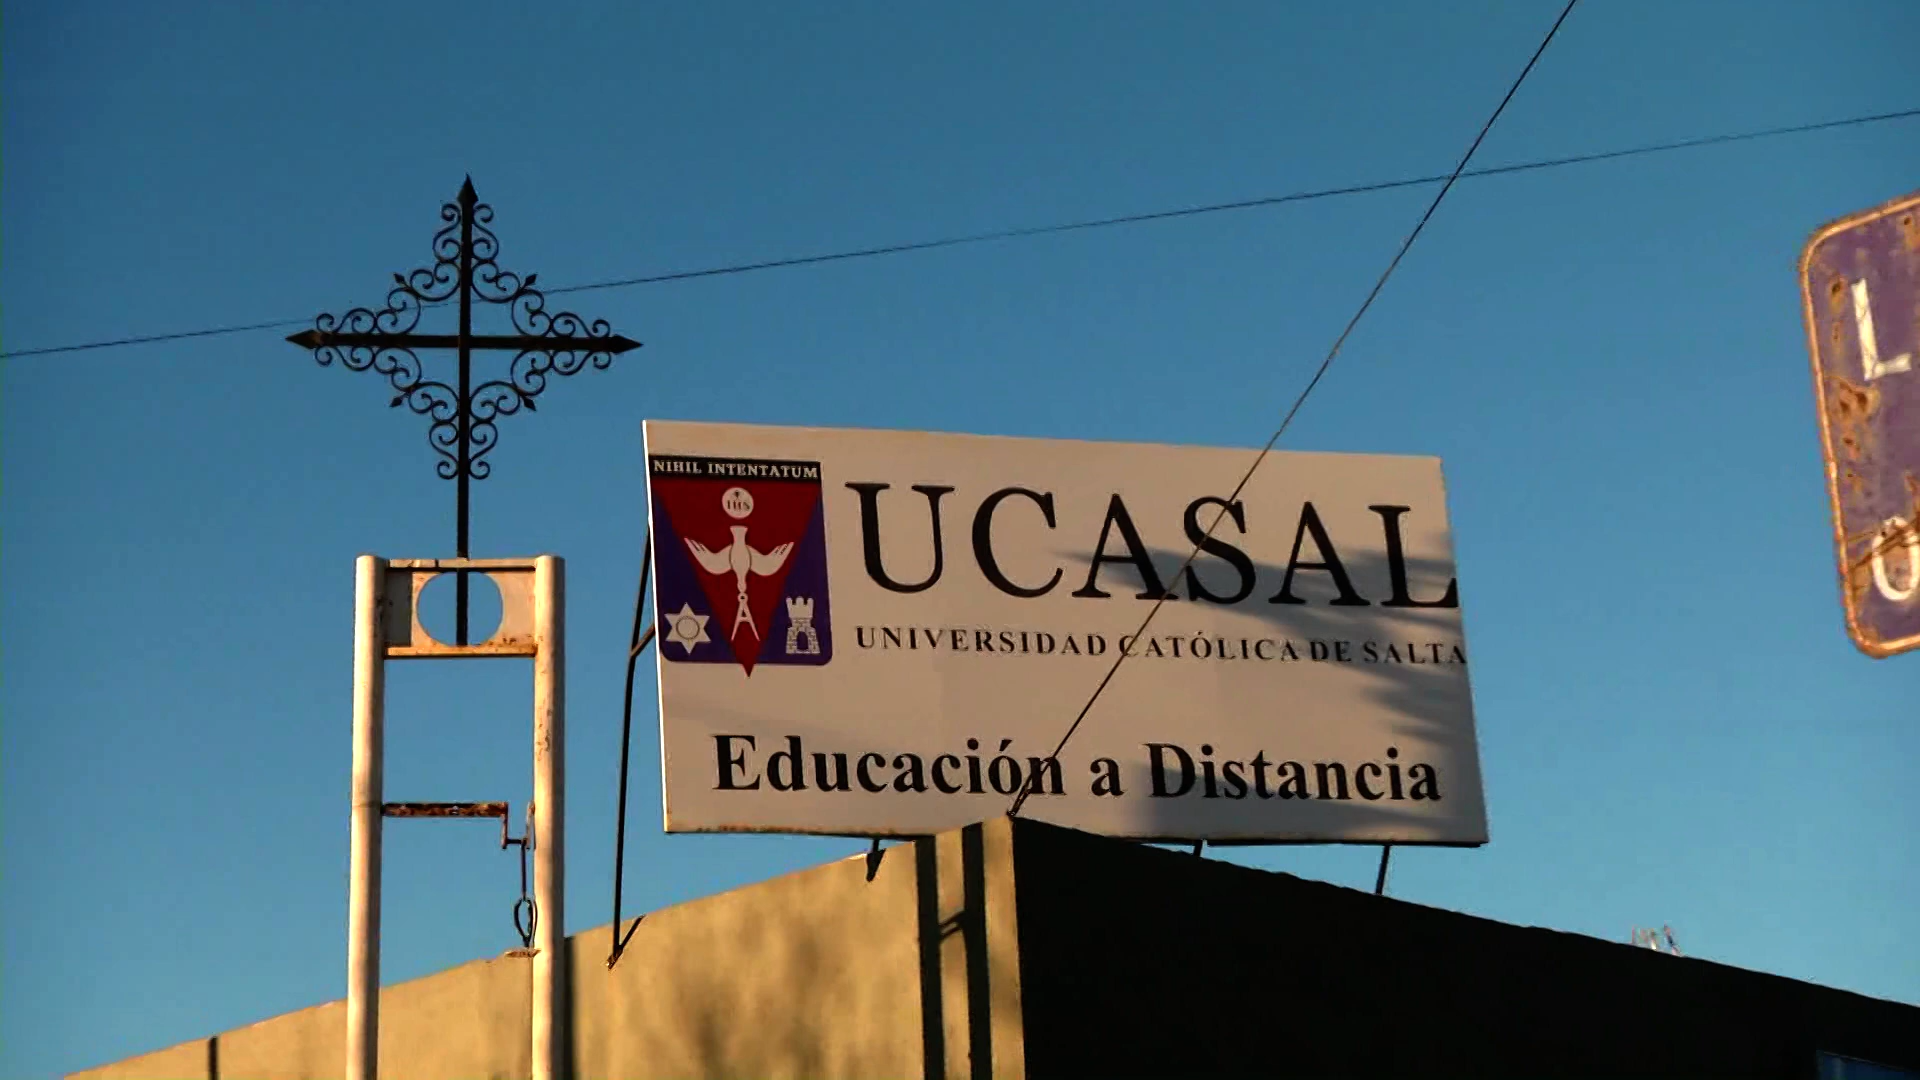 NIHIL INTENTATUM
IHS
UCASAL
UNIVERSIDAD CATÓLICA DE SALTA
Educación a Distancia
L